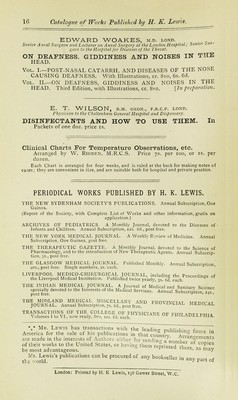 16 Catalogue of Works Published by H. K. Lewis.
EDWARD WOAKES, M.D. LOND.
Senior Aural Surgeon and Lecturer on Aural Surgery at the London Hospital; Senior Surgeon to the Hospital for Diseases of the Throat.
ON DEAFNESS, GIDDINESS AND NOISES IN THE
HEAD.
VOL. I.—POST-NASAL CATARRH, AND DISEASES OF THE NOSE
CAUSING DEAFNESS. With Illustrations, cr. 8vo, 6s. 6d.
VOL. II.—ON DEAFNESS, GIDDINESS AND NOISES IN THE
HEAD. Third Edition, with Illustrations, cr. 8vo. [In preparation.
E. T. WILSON, B.M. OXON., F.R.C.P. LOND.
Physician to the Cheltenham General Hospital and Dispensary.
DISINFECTANTS AND HOW TO USE THEM. In
Packets of one doz. price 1s.
Clinical Charts For Temperature Observations, etc.
Arranged by W. RIGDEN, M.R.C.S. Price 7s. per 100, or 1s. per
dozen.
Each Chart is arranged for four weeks, and is ruled at the back for making notes of
cases; they are convenient in size, and are suitable both for hospital and private practice.
PERIODICAL WORKS PUBLISHED BY H. K. LEWIS.
THE NEW SYDENHAM SOCIETY'S PUBLICATIONS. Annual Subscription, One
Guinea.
(Report of the Society, with Complete List of Works and other information, gratis on
application.)
ARCHIVES OF PEDIATRICS. A Monthly Journal, devoted to the Diseases of
Infants and Children. Annual Subscription, post free.
THE NEW YORK MEDICAL JOURNAL. A Weekly Review of Medicine. Annual
Subscription, One Guinea, post free.
THE THERAPEUTIC GAZETTE. A Monthly Journal, devoted to the Science of
Pharmacology, and to the introduction of New Therapeutic Agents. Annual Subscription, post free.
THE GLASGOW MEDICAL JOURNAL. Published Monthly. Annual Subscription,
post free. Single numbers, 2s. each.
LIVERPOOL MEDICO-CHIRURGICAL JOURNAL, including the Proceedings of
the Liverpool Medical Institution. Published twice yearly, each.
THE INDIAN MEDICAL JOURNAL. A Journal of Medical and Sanitary Science
specially devoted to the Interests of the Medical Services. Annual Subscription,
post free.
THE MIDLAND MEDICAL MISCELLANY AND PROVINCIAL MEDICAL
JOURNAL. Annual Subscription, post free.
TRANSACTIONS OF THE COLLEGE OF PHYSICIANS OF PHILADELPHIA.
Volumes I to VI, now ready, 8vo, each.
*** MR. LEWIS has transactions with the leading publishing firms in
America for the sale of his publications in that country. Arrangements
are made in the interests of Authors either for sending a number of copies
of their works to the United States, or having them reprinted there, as may
be most advantageous.
Mr. Lewis's publications can be procured of any bookseller in any part of
the world.
London: Printed by H. K. Lewis, 136 Gower Street, W.C.